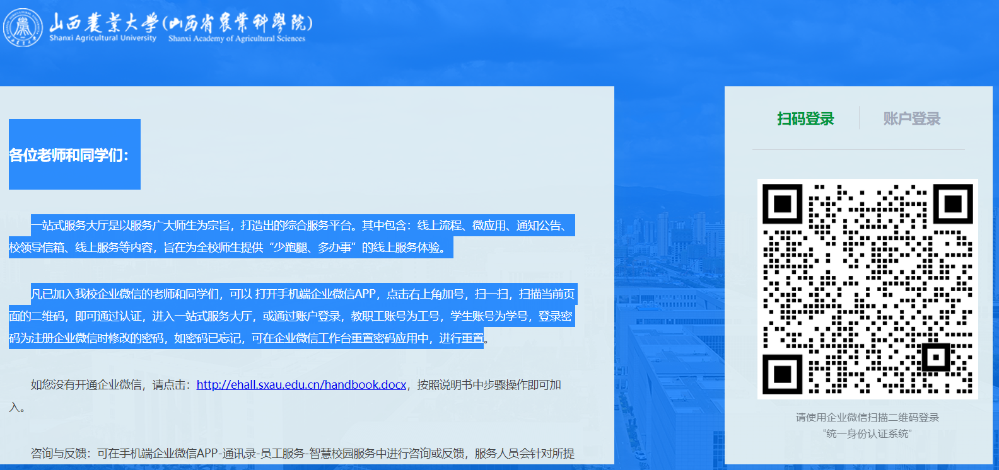 山西農業大學(山西省農業科學院)
Shanxi Agricultural University Shanxi Academy of Agricultural Sciences
各位老师和同学们：
一站式服务大厅是以服务广大师生为宗旨，打造出的综合服务平台。其中包含：线上流程、微应用、通知公告、
校领导信箱、线上服务等内容，旨在为全校师生提供“少跑腿、多办事”的线上服务体验。
凡已加入我校企业微信的老师和同学们，可以 打开手机端企业微信APP，点击右上角加号，扫一扫，扫描当前页
面的二维码，即可通过认证，进入一站式服务大厅，或通过账户登录，教职工账号为工号，学生账号为学号，登录密
码为注册企业微信时修改的密码，如密码已忘记，可在企业微信工作台重置密码应用中，进行重置。
如您没有开通企业微信，请点击：http://ehall.sxau.edu.cn/handbook.docx，按照说明书中步骤操作即可加
入。
咨询与反馈：可在手机端企业微信APP-通讯录-员工服务-智慧校园服务中进行咨询或反馈，服务人员会针对所提
扫码登录 账户登录
请使用企业微信扫描二维码登录
“统一身份认证系统”